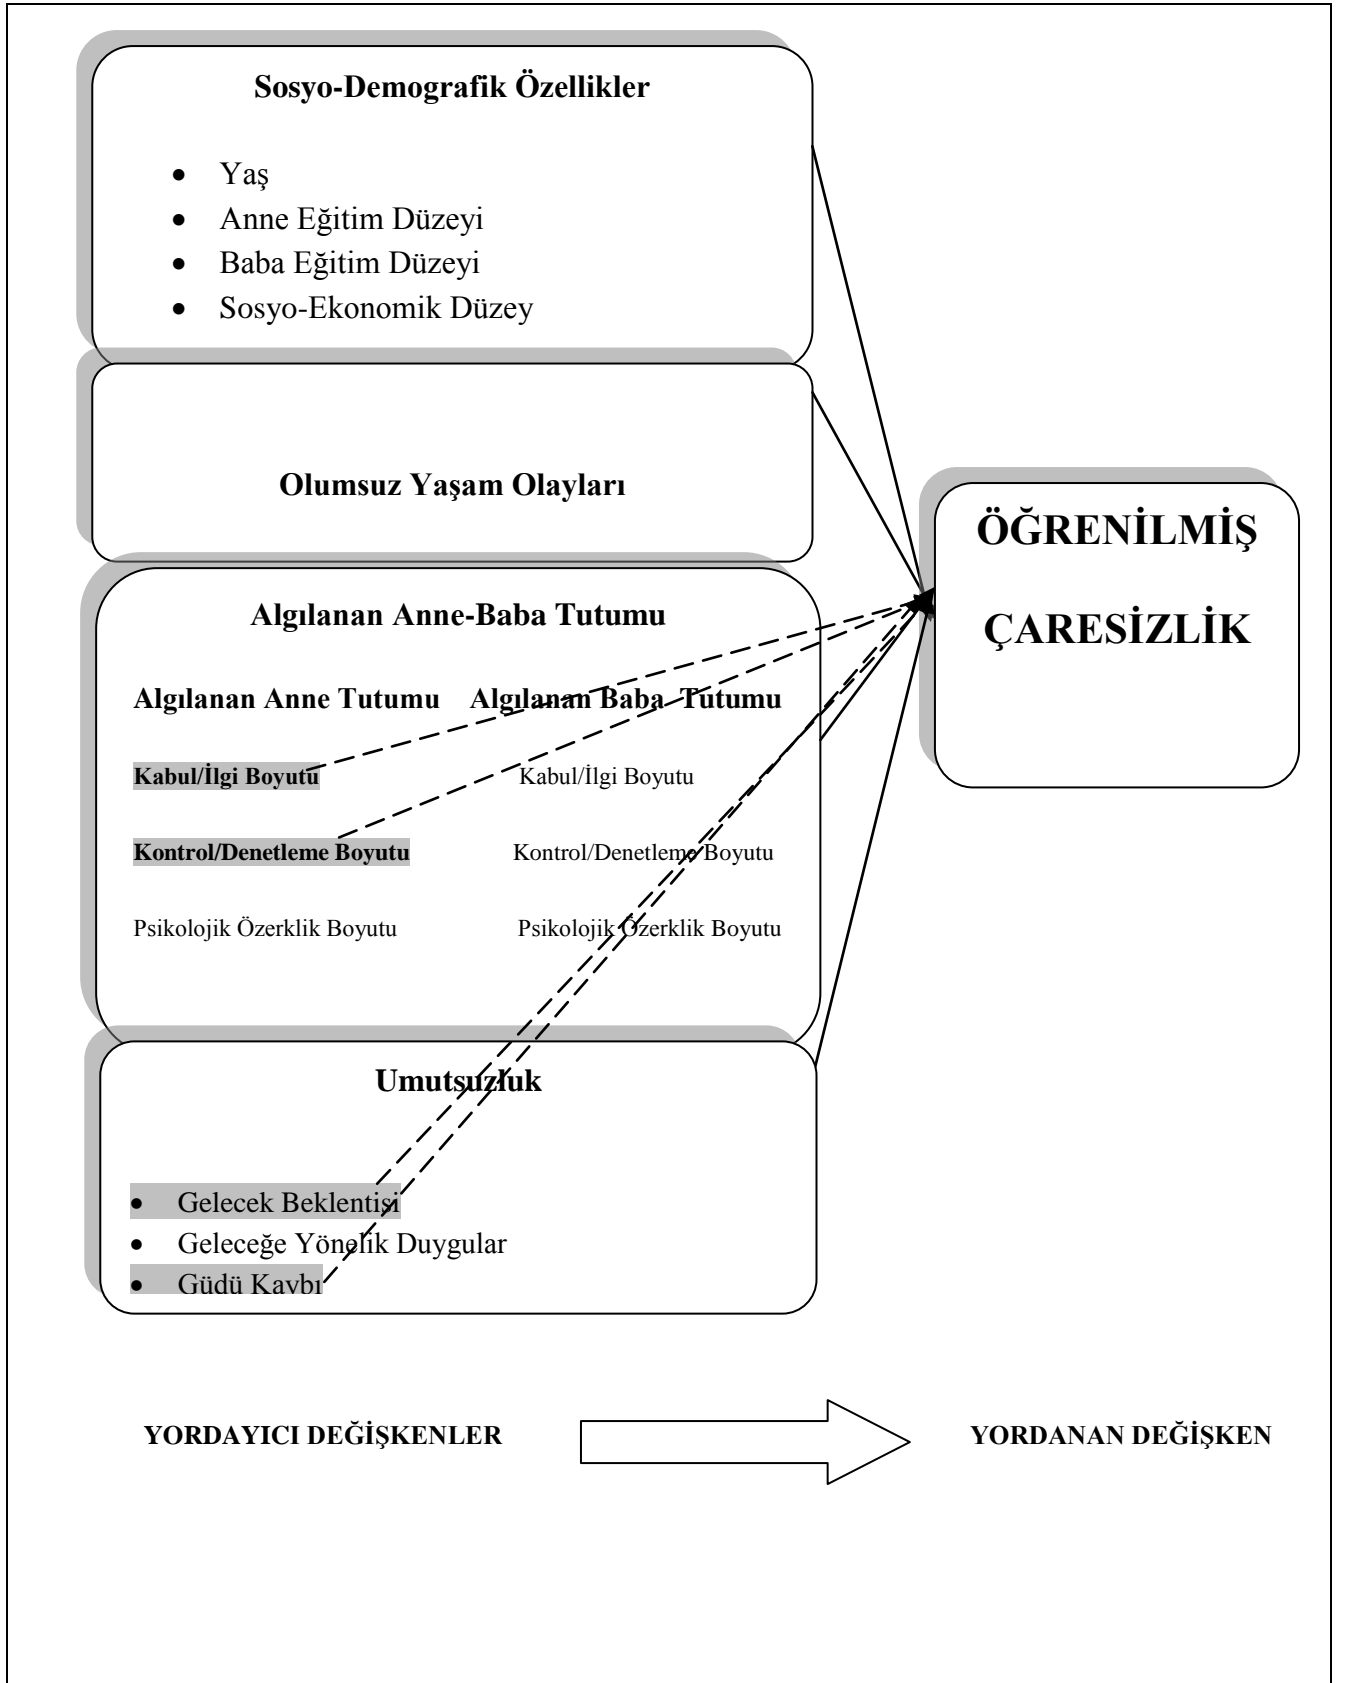 Sosyo-Demografik Özellikler
• Yaş
• Anne Eğitim Düzeyi
• Baba Eğitim Düzeyi
• Sosyo-Ekonomik Düzey
Olumsuz Yaşam Olayları
Algılanan Anne-Baba Tutumu
Algılanan Anne Tutumu Algılanan Baba Tutumu
Kabul/İlgi Boyutu Kabul/İlgi Boyutu
Kontrol/Denetleme Boyutu Kontrol/Denetleme Boyutu
Psikolojik Özerklik Boyutu Psikolojik Özerklik Boyutu
Umutsuzluk
• Gelecek Beklentisi
• Geleceğe Yönelik Duygular
• Güdü Kaybı
ÖĞRENİLMİŞ
ÇARESİZLİK
YORDAYICI DEĞİŞKENLER YORDANAN DEĞİŞKEN